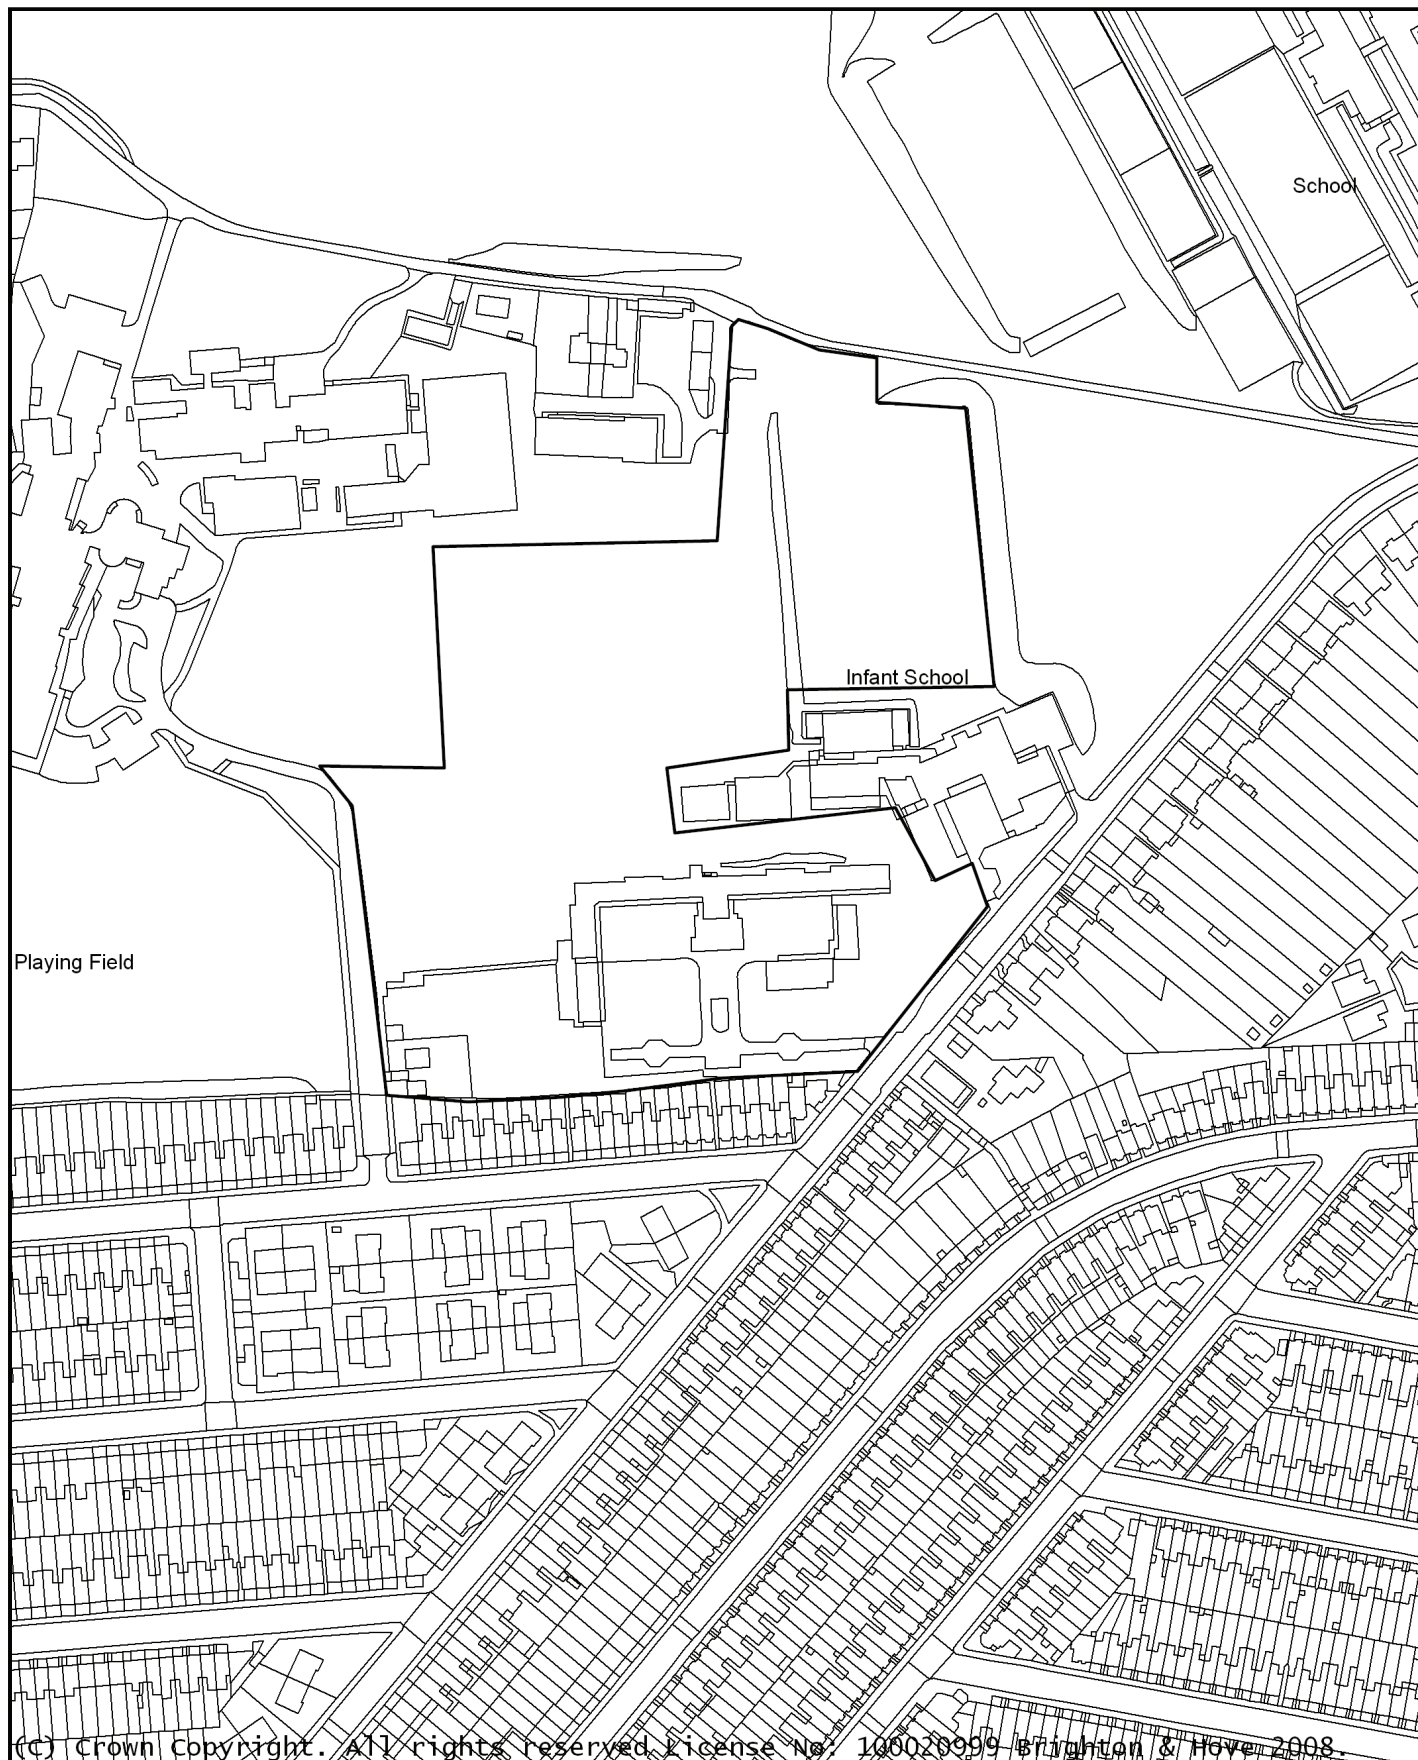 School
Infant School
Playing Field
(C) Crown Copyright. All rights reserved License No: 100020999 Brighton & Hove 2008.